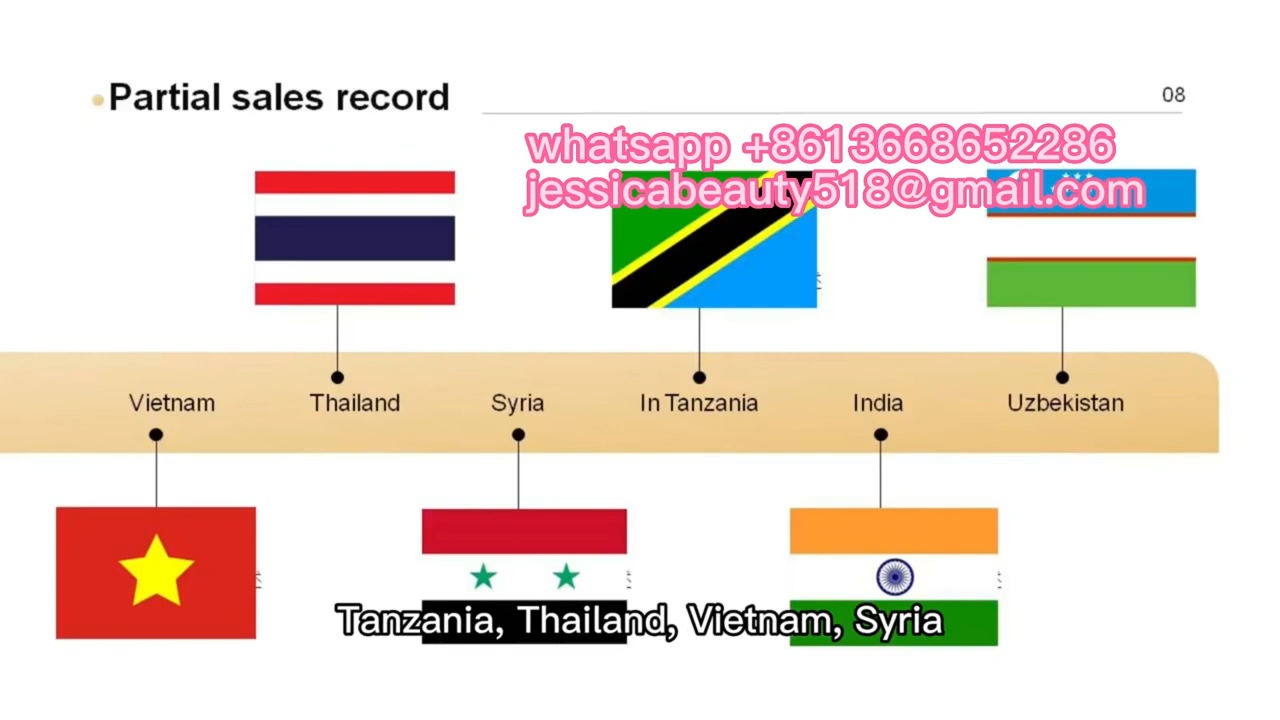 Partial sales record
08
whatsapp +8613668652286
jessicabeauty518@gmail.com
Vietnam
Thailand
Syria
In Tanzania
India
Uzbekistan
Tanzania, Thailand, Vietnam, Syria